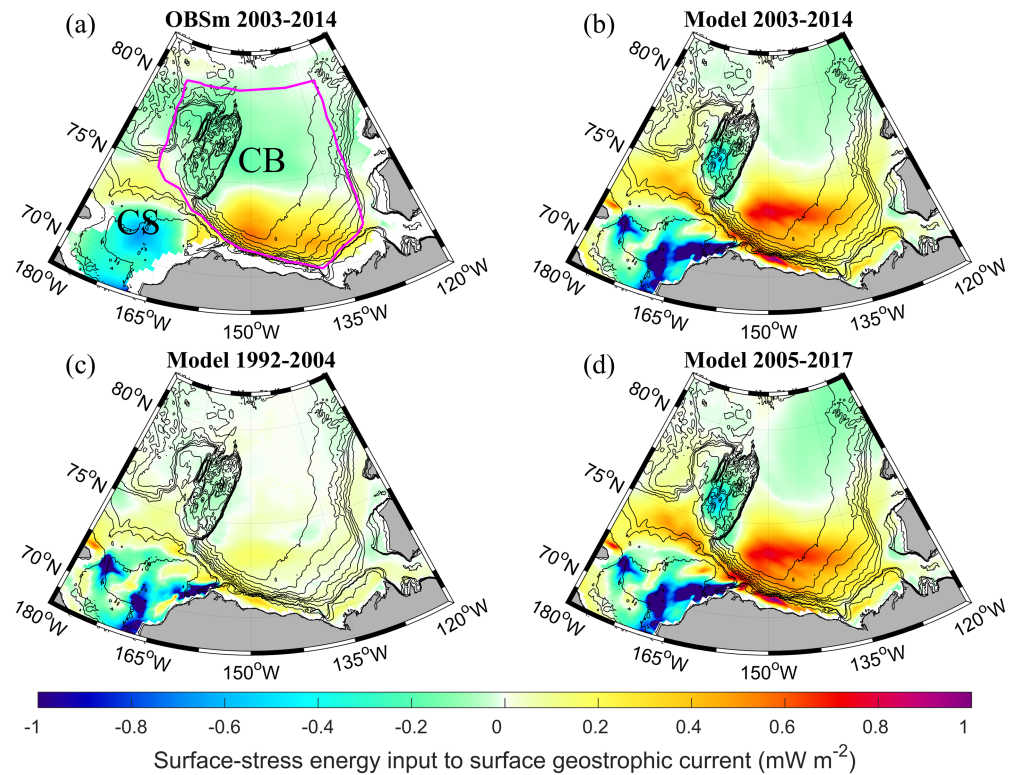 (a) OBSm 2003-2014
80°N
75°N
70°N
180°W
165°W
150°W
135°W
120°W
CB
CS
(b) Model 2003-2014
80°N
75°N
70°N
180°W
165°W
150°W
135°W
120°W
(c) Model 1992-2004
80°N
75°N
70°N
180°W
165°W
150°W
135°W
120°W
(d) Model 2005-2017
80°N
75°N
70°N
180°W
165°W
150°W
135°W
120°W
-1 -0.8 -0.6 -0.4 -0.2 0 0.2 0.4 0.6 0.8 1
Surface-stress energy input to surface geostrophic current (mW m⁻²)